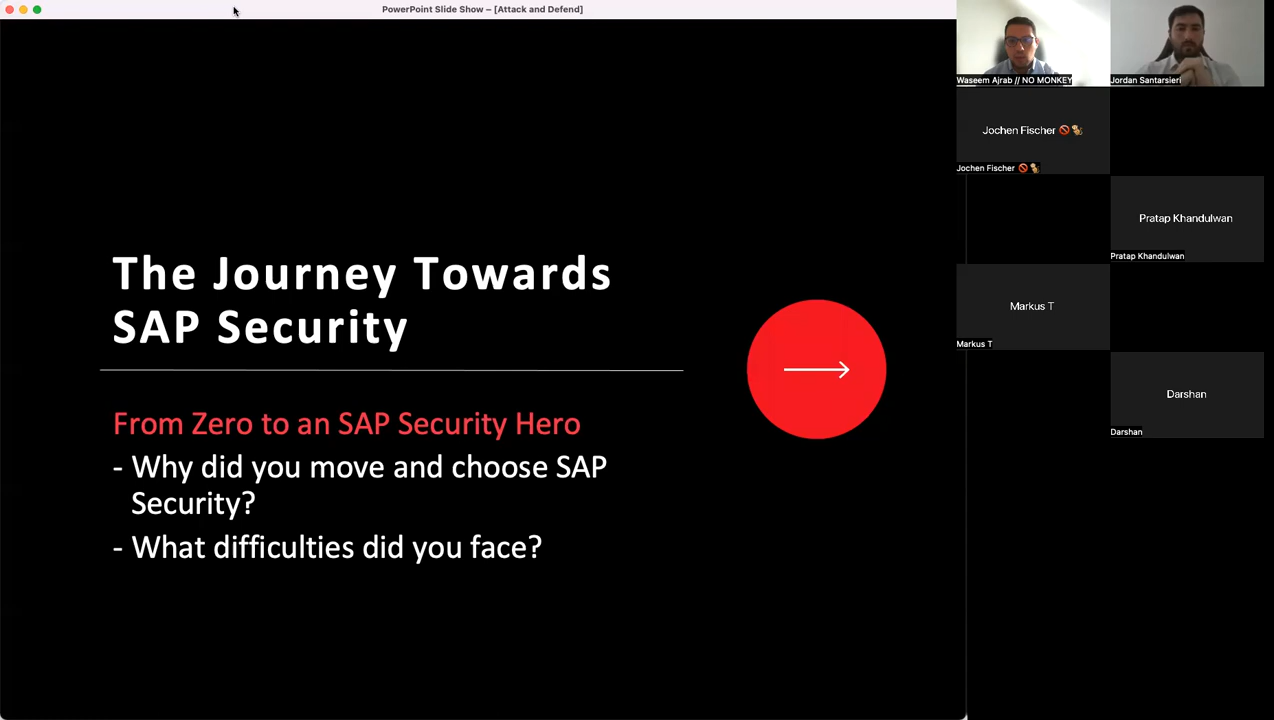 PowerPoint Slide Show – [Attack and Defend]
The Journey Towards
SAP Security
From Zero to an SAP Security Hero
- Why did you move and choose SAP
Security?
- What difficulties did you face?
Waseem Ajrab // NO MONKEY
Jordan Santarsieri
Jochen Fischer 🚫🐒
Jochen Fischer 🚫🐒
Pratap Khandulwan
Pratap Khandulwan
Markus T
Markus T
Darshan
Darshan